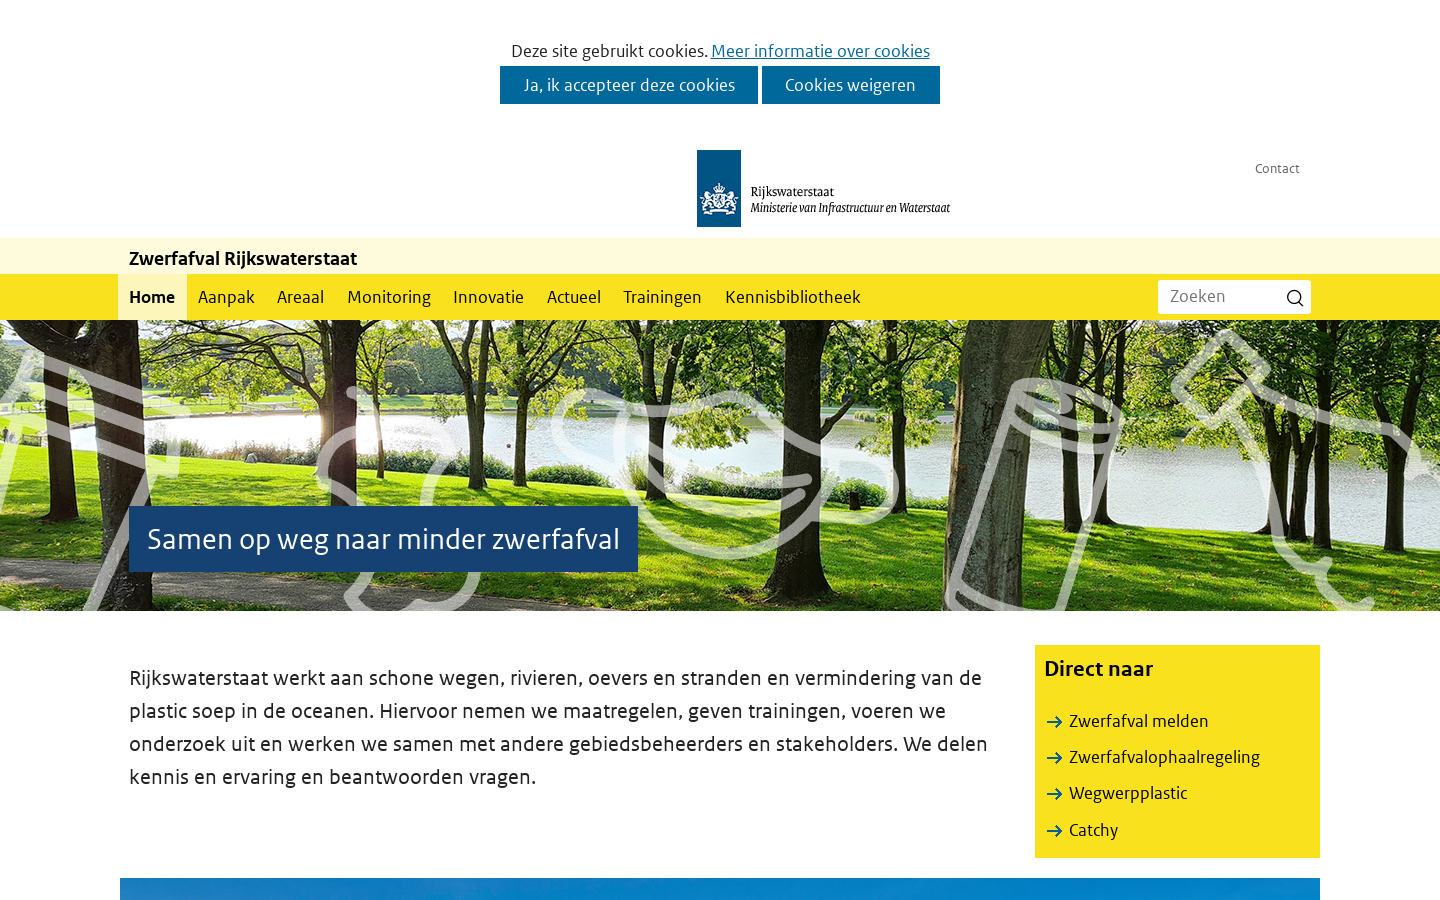 Deze site gebruikt cookies. Meer informatie over cookies
Ja, ik accepteer deze cookies
Cookies weigeren
Rijkswaterstaat
Ministerie van Infrastructuur en Waterstaat
Contact
Zwerfafval Rijkswaterstaat
Home
Aanpak
Areaal
Monitoring
Innovatie
Actueel
Trainingen
Kennisbibliotheek
Zoeken
Samen op weg naar minder zwerfafval
Rijkswaterstaat werkt aan schone wegen, rivieren, oevers en stranden en vermindering van de
plastic soep in de oceanen. Hiervoor nemen we maatregelen, geven trainingen, voeren we
onderzoek uit en werken we samen met andere gebiedsbeheerders en stakeholders. We delen
kennis en ervaring en beantwoorden vragen.
Direct naar
Zwerfafval melden
Zwerfafvalophaalregeling
Wegwerpplastic
Catchy